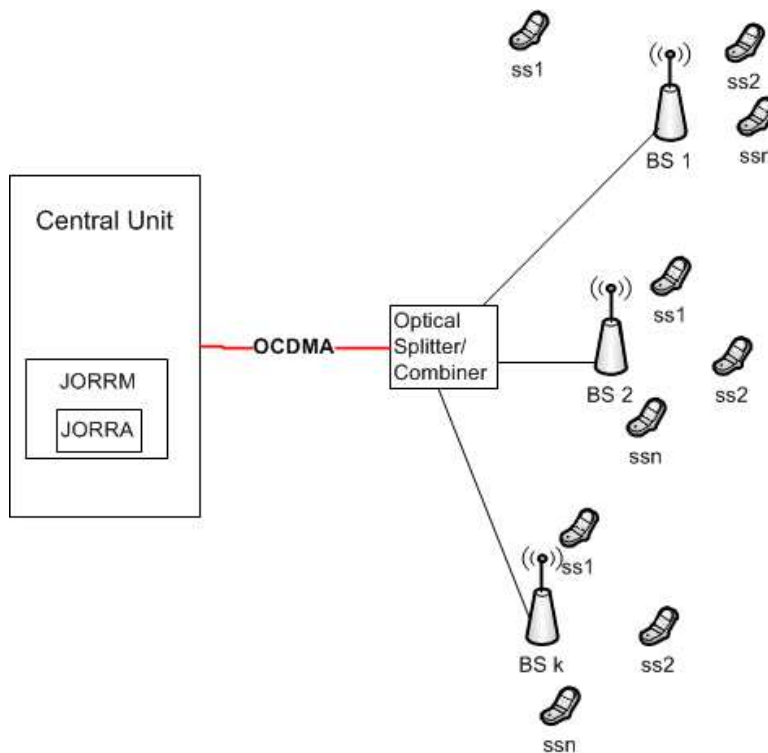 ss1
ss2
ssn
BS 1
Central Unit
JORRM
JORRA
OCDMA
Optical
Splitter/
Combiner
ss1
BS 2
ss2
ssn
ss1
BS k
ss2
ssn